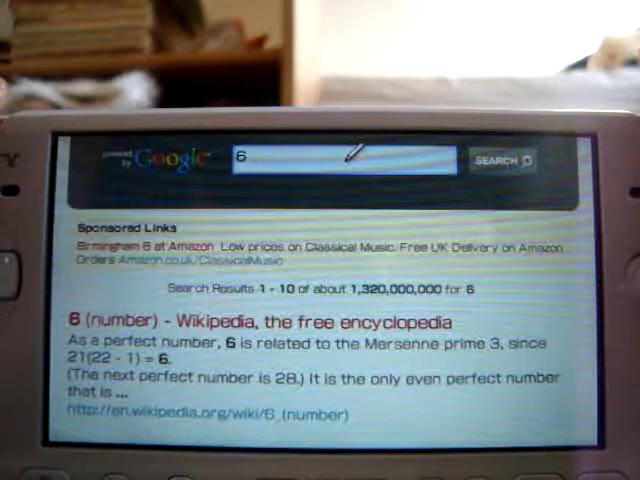 powered by Google
6
SEARCH
Sponsored Links
Birmingham 6 at Amazon Low prices on Classical Music. Free UK Delivery on Amazon
Orders Amazon.co.uk/ClassicalMusic
Search Results 1 - 10 of about 1,320,000,000 for 6
6 (number) - Wikipedia, the free encyclopedia
As a perfect number, 6 is related to the Mersenne prime 3, since
21(22 - 1) = 6.
(The next perfect number is 28.) It is the only even perfect number
that is ...
http://en.wikipedia.org/wiki/6_(number)